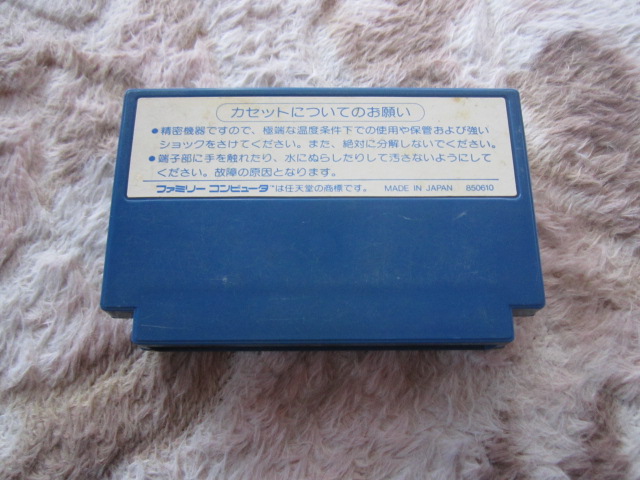 カセットについてのお願い
●精密機器ですので、極端な温度条件下での使用や保管および強い
ショックをさけてください。また、絶対に分解しないでください。
●端子部に手を触れたり、水にぬらしたりして汚さないようにして
ください。故障の原因となります。
ファミリー コンピュータ™は任天堂の商標です。 MADE IN JAPAN 850610